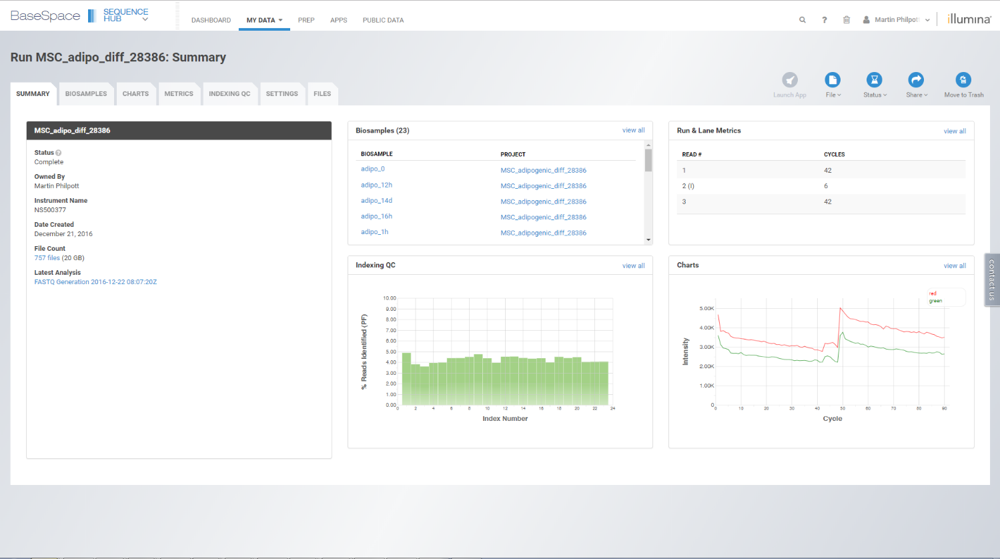 BaseSpace SEQUENCE HUB
DASHBOARD MY DATA PREP APPS PUBLIC DATA
? Martin Philpott illumina
Run MSC_adipo_diff_28386: Summary
SUMMARY BIOSAMPLES CHARTS METRICS INDEXING QC SETTINGS FILES
Launch App File Status Share Move to Trash
MSC_adipo_diff_28386
Status ?
Complete
Owned By
Martin Philpott
Instrument Name
NS500377
Date Created
December 21, 2016
File Count
757 files (20 GB)
Latest Analysis
FASTQ Generation 2016-12-22 08:07:20Z
Biosamples (23) view all
BIOSAMPLE PROJECT
adipo_0 MSC_adipogenic_diff_28386
adipo_12h MSC_adipogenic_diff_28386
adipo_14d MSC_adipogenic_diff_28386
adipo_16h MSC_adipogenic_diff_28386
adipo_1h MSC_adipogenic_diff_28386
Run & Lane Metrics view all
READ # CYCLES
1 42
2 (I) 6
3 42
Indexing QC view all
% Reads Identified (PF)
10.00
9.00
8.00
7.00
6.00
5.00
4.00
3.00
2.00
1.00
0.00
0 2 4 6 8 10 12 14 16 18 20 22 24
Index Number
Charts view all
red
green
Intensity
5.00K
4.00K
3.00K
2.00K
1.00K
0
0 10 20 30 40 50 60 70 80 90
Cycle
contact us